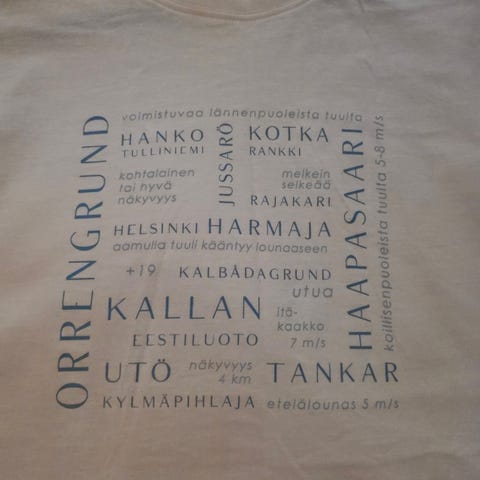 voimistuvaa lännenpuoleista tuulta
ORRENGRUND
HANKO
TULLINIEMI
JUSSARÖ
KOTKA
RANKKI
HAAPASAARI
koillisenpuoleista tuulta 5-8 m/s
kohtalainen
tai hyvä
näkyvyys
melkein
selkeää
RAJAKARI
HELSINKI HARMAJA
aamulla tuuli kääntyy lounaaseen
+19
KALBÅDAGRUND
utua
KALLAN
itä-
kaakko
7 m/s
EESTILUOTO
UTÖ
näkyvyys
4 km
TANKAR
KYLMÄPIHLAJA
etelälounas 5 m/s